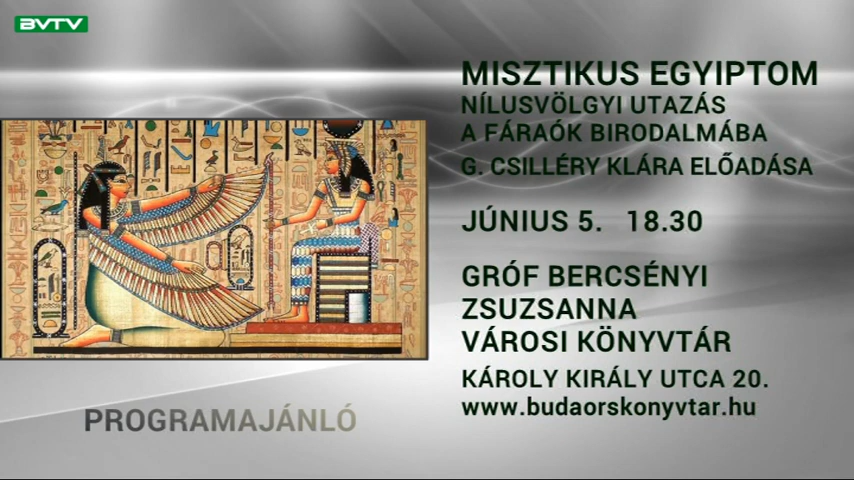 BVTV
MISZTIKUS EGYIPTOM
NÍLUSVÖLGYI UTAZÁS
A FÁRAÓK BIRODALMÁBA
G. CSILLÉRY KLÁRA ELŐADÁSA
JÚNIUS 5. 18.30
GRÓF BERCSÉNYI
ZSUZSANNA
VÁROSI KÖNYVTÁR
KÁROLY KIRÁLY UTCA 20.
www.budaorskonyvtar.hu
PROGRAMAJÁNLÓ